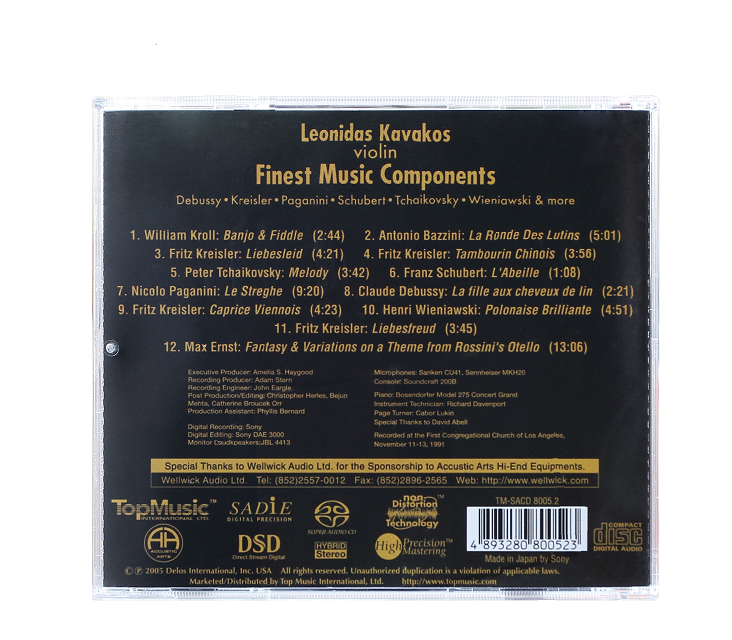 Leonidas Kavakos
violin
Finest Music Components
Debussy • Kreisler • Paganini • Schubert • Tchaikovsky • Wieniawski & more
1. William Kroll: Banjo & Fiddle (2:44) 2. Antonio Bazzini: La Ronde Des Lutins (5:01)
3. Fritz Kreisler: Liebesleid (4:21) 4. Fritz Kreisler: Tambourin Chinois (3:56)
5. Peter Tchaikovsky: Melody (3:42) 6. Franz Schubert: L'Abeille (1:08)
7. Nicolo Paganini: Le Streghe (9:20) 8. Claude Debussy: La fille aux cheveux de lin (2:21)
9. Fritz Kreisler: Caprice Viennois (4:23) 10. Henri Wieniawski: Polonaise Brilliante (4:51)
11. Fritz Kreisler: Liebesfreud (3:45)
12. Max Ernst: Fantasy & Variations on a Theme from Rossini's Otello (13:06)
Executive Producer: Amelia S. Haygood
Recording Producer: Adam Stern
Recording Engineer: John Eargle
Post Production/Editing: Christopher Herles, Bejun
Mehta, Catherine Broucek Orr
Production Assistant: Phyllis Bernard
Digital Recording: Sony
Digital Editing: Sony DAE 3000
Monitor Loudkpeakers:JBL 4413
Microphones: Sanken CU41, Sennheiser MKH20
Console: Soundcraft 200B
Piano: Bosendorfer Model 275 Concert Grand
Instrument Technician: Richard Davenport
Page Turner: Cabor Lukin
Special Thanks to David Abell
Recorded at the First Congregational Church of Los Angeles,
November 11-13, 1991
Special Thanks to Wellwick Audio Ltd. for the Sponsorship to Accustic Arts Hi-End Equipments.
Wellwick Audio Ltd. Tel: (852)2557-0012 Fax: (852)2896-2565 Web: http://www.wellwick.com
TopMusic™
INTERNATIONAL LTD.
SADiE
DIGITAL PRECISION
SUPER AUDIO CD
non
Distortion™
Technology
TM-SACD 8005.2
AA
ACCUSTIC
ARTS
DSD
Direct Stream Digital
HYBRID
Stereo
High Precision™
Mastering
4 893280 800523
Made in Japan by Sony
COMPACT
disc
DIGITAL AUDIO
© ℗ 2005 Delos International, Inc. USA All rights reserved. Unauthorized duplication is a violation of applicable laws.
Marketed/Distributed by Top Music International, Ltd. http://www.topmusic.com